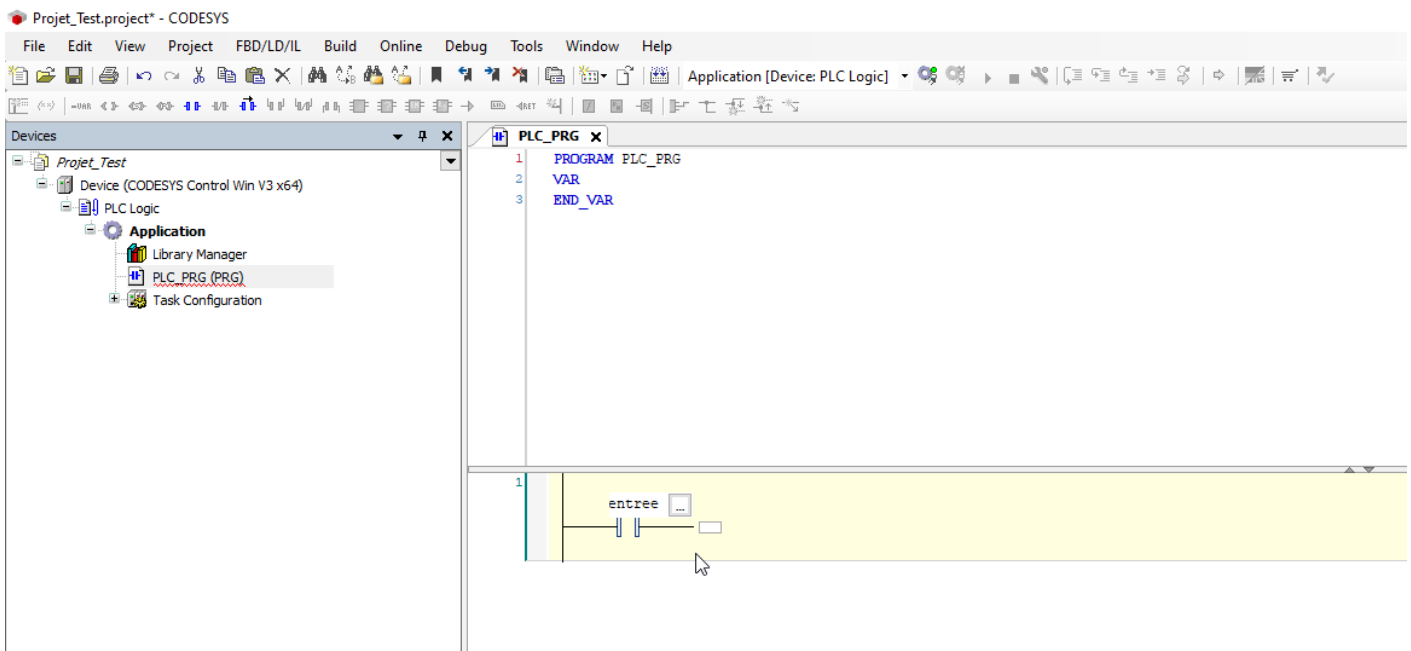 Projet_Test.project* - CODESYS
File Edit View Project FBD/LD/IL Build Online Debug Tools Window Help
Application [Device: PLC Logic]
Devices
PLC_PRG
Projet_Test
Device (CODESYS Control Win V3 x64)
PLC Logic
Application
Library Manager
PLC_PRG (PRG)
Task Configuration
1 PROGRAM PLC_PRG
2 VAR
3 END_VAR
1
entree ...